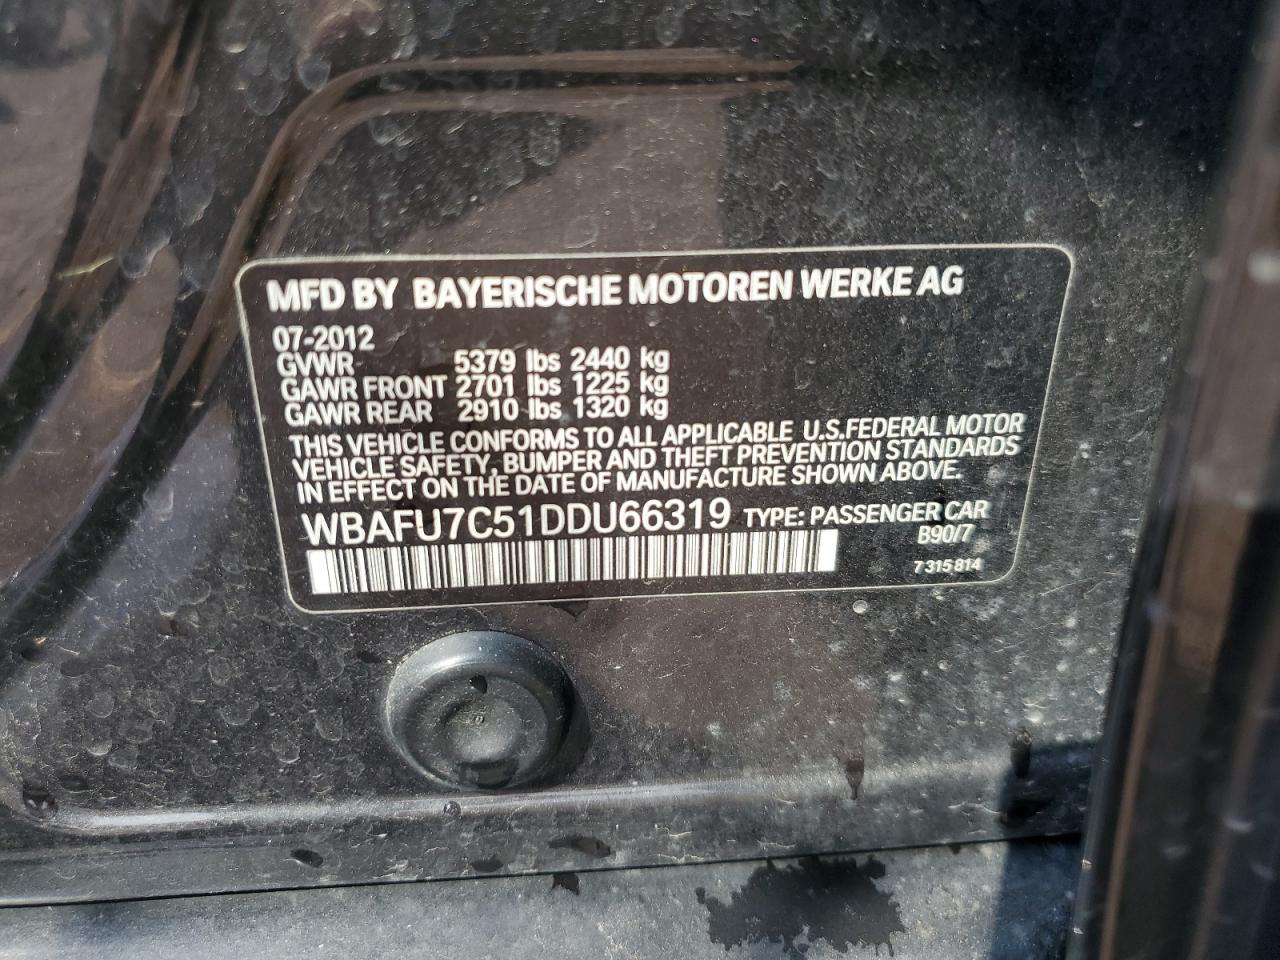 MFD BY BAYERISCHE MOTOREN WERKE AG
07-2012
GVWR 5379 lbs 2440 kg
GAWR FRONT 2701 lbs 1225 kg
GAWR REAR 2910 lbs 1320 kg
THIS VEHICLE CONFORMS TO ALL APPLICABLE U.S.FEDERAL MOTOR
VEHICLE SAFETY, BUMPER AND THEFT PREVENTION STANDARDS
IN EFFECT ON THE DATE OF MANUFACTURE SHOWN ABOVE.
WBAFU7C51DDU66319 TYPE: PASSENGER CAR
B90/7
7 315 814